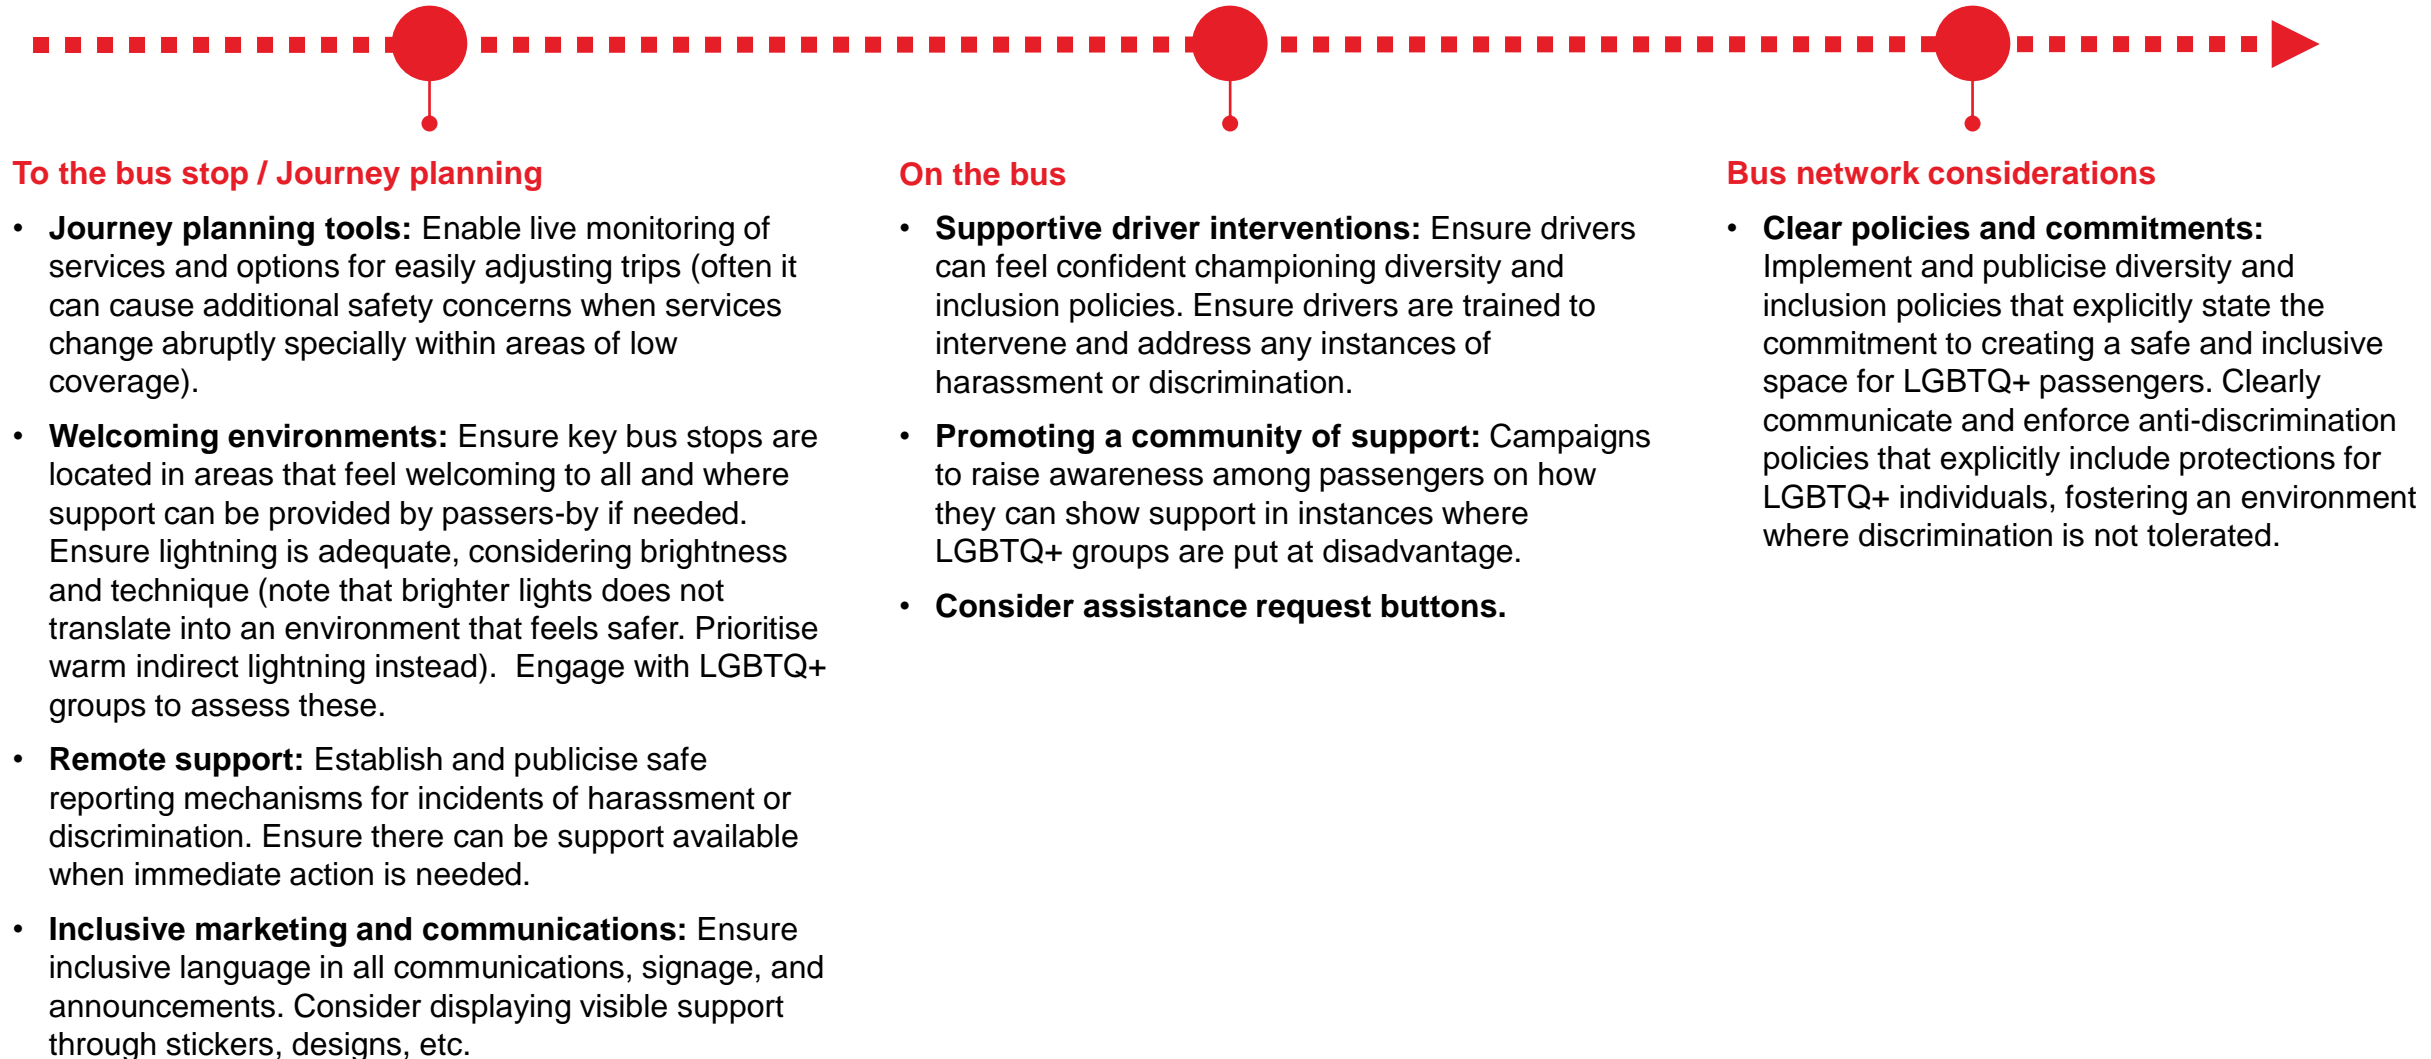 To the bus stop / Journey planning
• Journey planning tools: Enable live monitoring of
services and options for easily adjusting trips (often it
can cause additional safety concerns when services
change abruptly specially within areas of low
coverage).
• Welcoming environments: Ensure key bus stops are
located in areas that feel welcoming to all and where
support can be provided by passers-by if needed.
Ensure lightning is adequate, considering brightness
and technique (note that brighter lights does not
translate into an environment that feels safer. Prioritise
warm indirect lightning instead).  Engage with LGBTQ+
groups to assess these.
• Remote support: Establish and publicise safe
reporting mechanisms for incidents of harassment or
discrimination. Ensure there can be support available
when immediate action is needed.
• Inclusive marketing and communications: Ensure
inclusive language in all communications, signage, and
announcements. Consider displaying visible support
through stickers, designs, etc.
On the bus
• Supportive driver interventions: Ensure drivers
can feel confident championing diversity and
inclusion policies. Ensure drivers are trained to
intervene and address any instances of
harassment or discrimination.
• Promoting a community of support: Campaigns
to raise awareness among passengers on how
they can show support in instances where
LGBTQ+ groups are put at disadvantage.
• Consider assistance request buttons.
Bus network considerations
• Clear policies and commitments:
Implement and publicise diversity and
inclusion policies that explicitly state the
commitment to creating a safe and inclusive
space for LGBTQ+ passengers. Clearly
communicate and enforce anti-discrimination
policies that explicitly include protections for
LGBTQ+ individuals, fostering an environment
where discrimination is not tolerated.